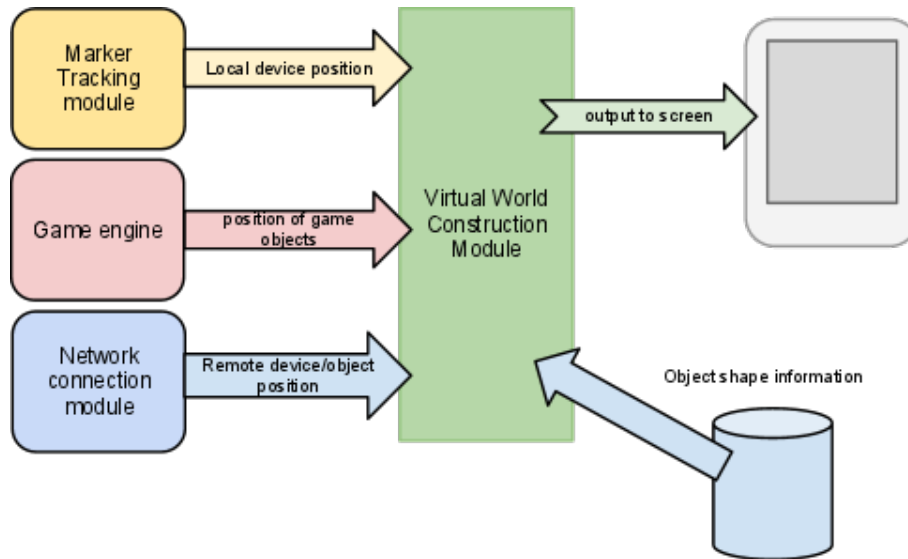 Marker
Tracking
module
Local device position
output to screen
Game engine
position of game
objects
Virtual World
Construction
Module
Network
connection
module
Remote device/object
position
Object shape information